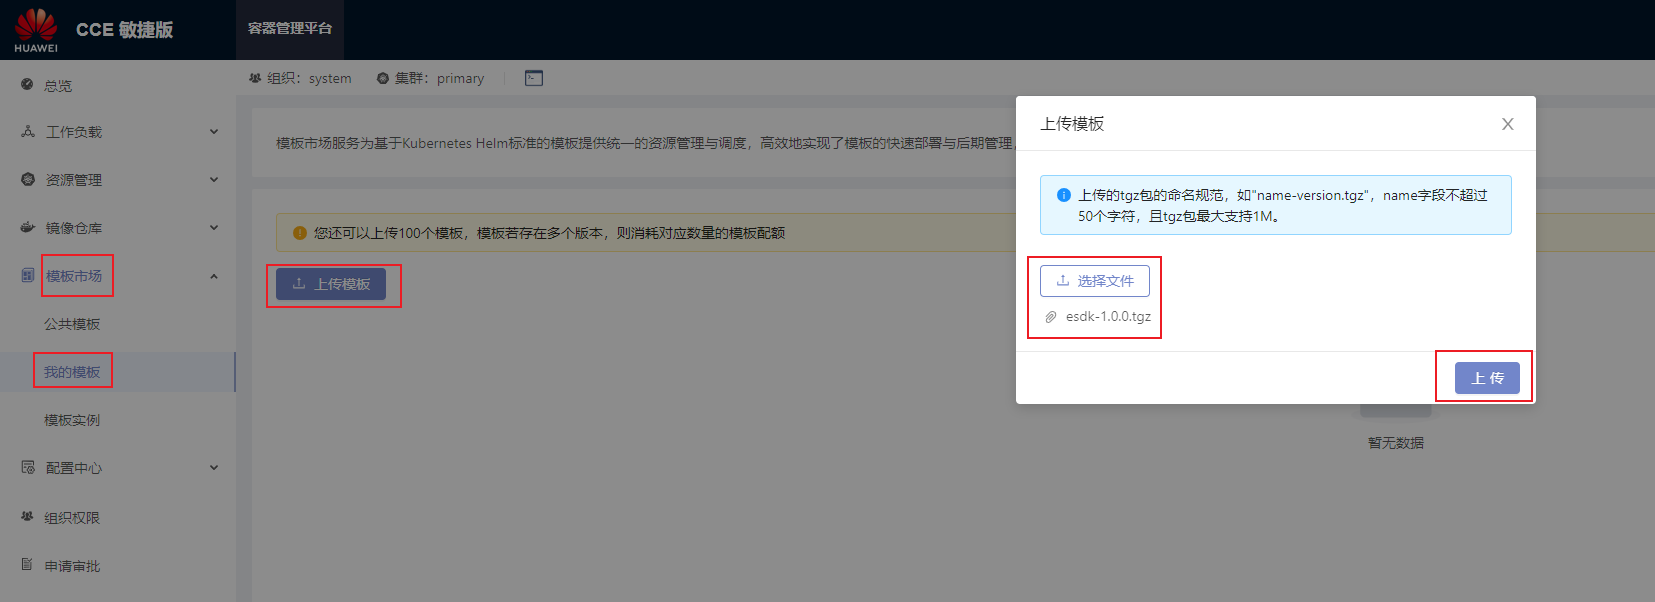 HUAWEI
CCE 敏捷版
容器管理平台
总览
工作负载
资源管理
镜像仓库
模板市场
公共模板
我的模板
模板实例
配置中心
组织权限
申请审批
组织：system
集群：primary
模板市场服务为基于Kubernetes Helm标准的模板提供统一的资源管理与调度，高效地实现了模板的快速部署与后期管理，
您还可以上传100个模板，模板若存在多个版本，则消耗对应数量的模板配额
上传模板
暂无数据
上传模板
上传的tgz包的命名规范，如"name-version.tgz"，name字段不超过
50个字符，且tgz包最大支持1M。
选择文件
esdk-1.0.0.tgz
上 传